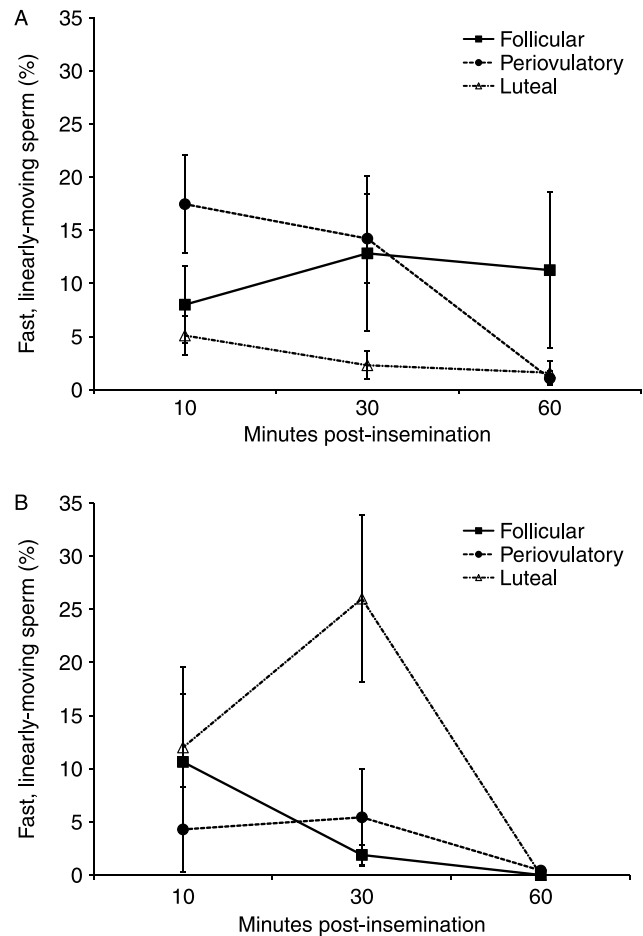 A
35
30
25
20
15
10
5
0
Fast, linearly-moving sperm (%)
Follicular
Periovulatory
Luteal
10 30 60
Minutes post-insemination
B
35
30
25
20
15
10
5
0
Fast, linearly-moving sperm (%)
Follicular
Periovulatory
Luteal
10 30 60
Minutes post-insemination